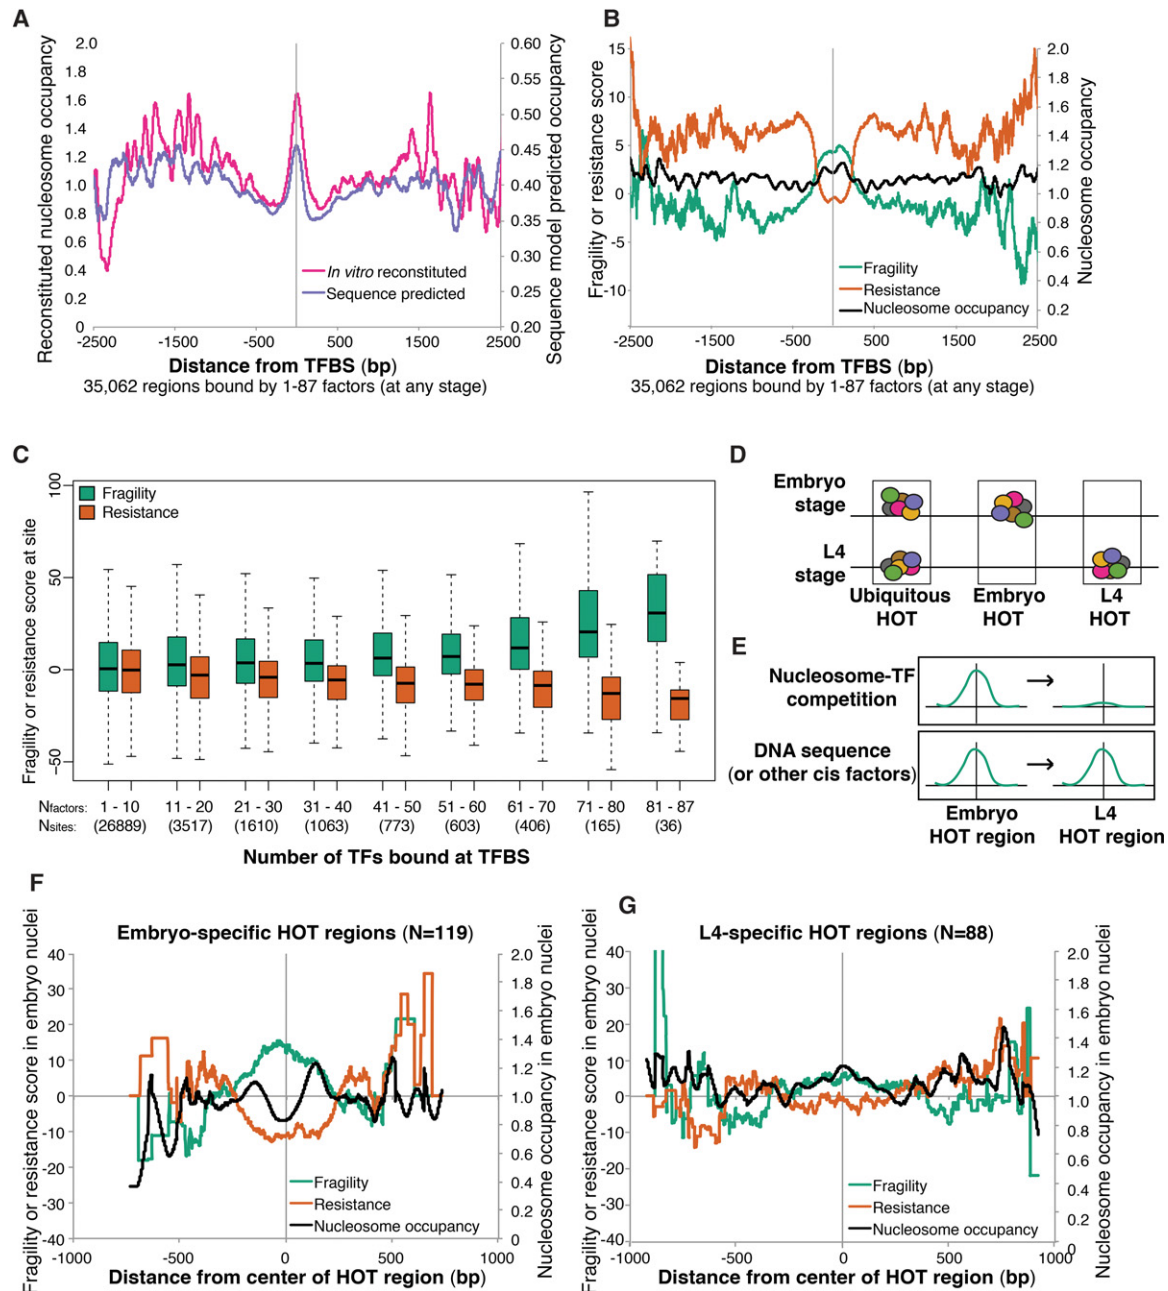 A
Reconstituted nucleosome occupancy
2.0
1.8
1.6
1.4
1.2
1.0
0.8
0.6
0.4
0.2
0
0.60
0.55
0.50
0.45
0.40
0.35
0.30
0.25
0.20
Sequence model predicted occupancy
In vitro reconstituted
Sequence predicted
-2500 -1500 -500 500 1500 2500
Distance from TFBS (bp)
35,062 regions bound by 1-87 factors (at any stage)
B
Fragility or resistance score
15
10
5
0
-5
-10
2.0
1.8
1.6
1.4
1.2
1.0
0.8
0.6
0.4
0.2
Nucleosome occupancy
Fragility
Resistance
Nucleosome occupancy
-2500 -1500 -500 500 1500 2500
Distance from TFBS (bp)
35,062 regions bound by 1-87 factors (at any stage)
C
Fragility or resistance score at site
100
50
0
-50
Fragility
Resistance
Nfactors: 1 - 10 11 - 20 21 - 30 31 - 40 41 - 50 51 - 60 61 - 70 71 - 80 81 - 87
Nsites: (26889) (3517) (1610) (1063) (773) (603) (406) (165) (36)
Number of TFs bound at TFBS
D
Embryo stage
L4 stage
Ubiquitous HOT
Embryo HOT
L4 HOT
E
Nucleosome-TF competition
DNA sequence (or other cis factors)
Embryo HOT region
L4 HOT region
F
Embryo-specific HOT regions (N=119)
Fragility or resistance score in embryo nuclei
40
30
20
10
0
-10
-20
-30
-40
2.0
1.8
1.6
1.4
1.2
1.0
0.8
0.6
0.4
0.2
0
Nucleosome occupancy in embryo nuclei
Fragility
Resistance
Nucleosome occupancy
-1000 -500 0 500 1000
Distance from center of HOT region (bp)
G
L4-specific HOT regions (N=88)
Fragility or resistance score in embryo nuclei
40
30
20
10
0
-10
-20
-30
-40
2.0
1.8
1.6
1.4
1.2
1.0
0.8
0.6
0.4
0.2
0
Nucleosome occupancy in embryo nuclei
Fragility
Resistance
Nucleosome occupancy
-1000 -500 0 500 1000
Distance from center of HOT region (bp)